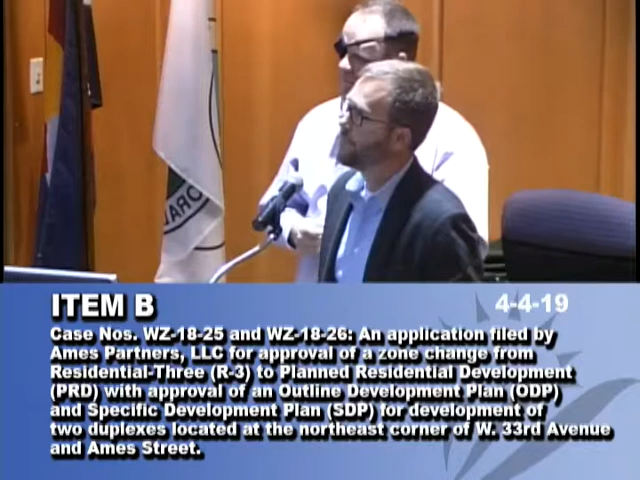 ORA
ITEM B
4-4-19
Case Nos. WZ-18-25 and WZ-18-26: An application filed by
Ames Partners, LLC for approval of a zone change from
Residential-Three (R-3) to Planned Residential Development
(PRD) with approval of an Outline Development Plan (ODP)
and Specific Development Plan (SDP) for development of
two duplexes located at the northeast corner of W. 33rd Avenue
and Ames Street.